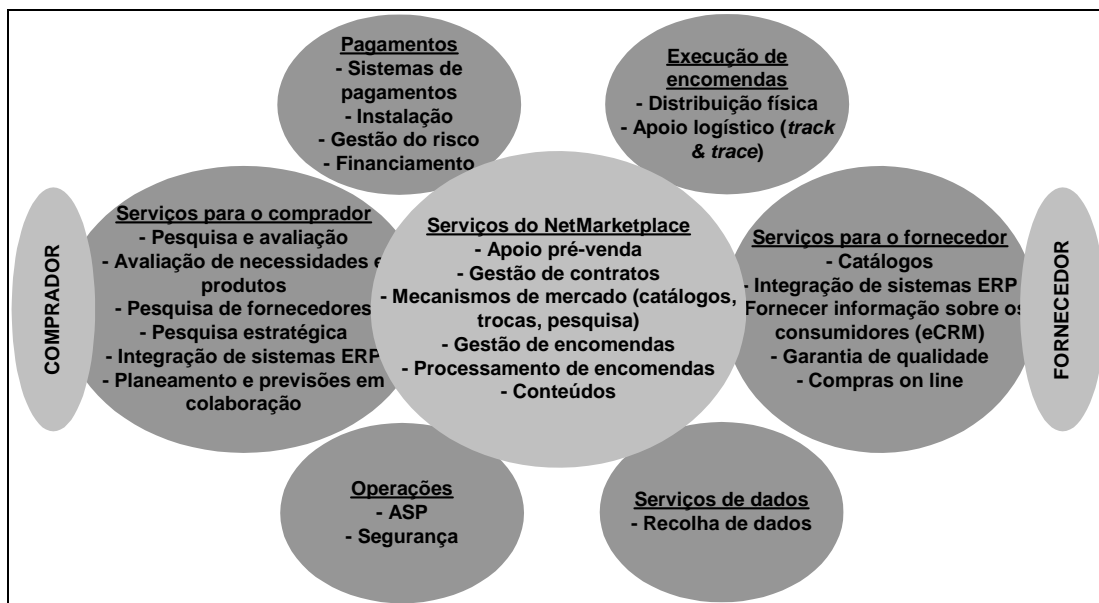 Pagamentos
- Sistemas de
pagamentos
- Instalação
- Gestão do risco
- Financiamento
Execução de
encomendas
- Distribuição física
- Apoio logístico (track
& trace)
COMPRADOR
Serviços para o comprador
- Pesquisa e avaliação
- Avaliação de necessidades e
produtos
- Pesquisa de fornecedores
- Pesquisa estratégica
- Integração de sistemas ERP
- Planeamento e previsões em
colaboração
Serviços do NetMarketplace
- Apoio pré-venda
- Gestão de contratos
- Mecanismos de mercado (catálogos,
trocas, pesquisa)
- Gestão de encomendas
- Processamento de encomendas
- Conteúdos
Serviços para o fornecedor
- Catálogos
- Integração de sistemas ERP
Fornecer informação sobre os
consumidores (eCRM)
- Garantia de qualidade
- Compras on line
FORNECEDOR
Operações
- ASP
- Segurança
Serviços de dados
- Recolha de dados